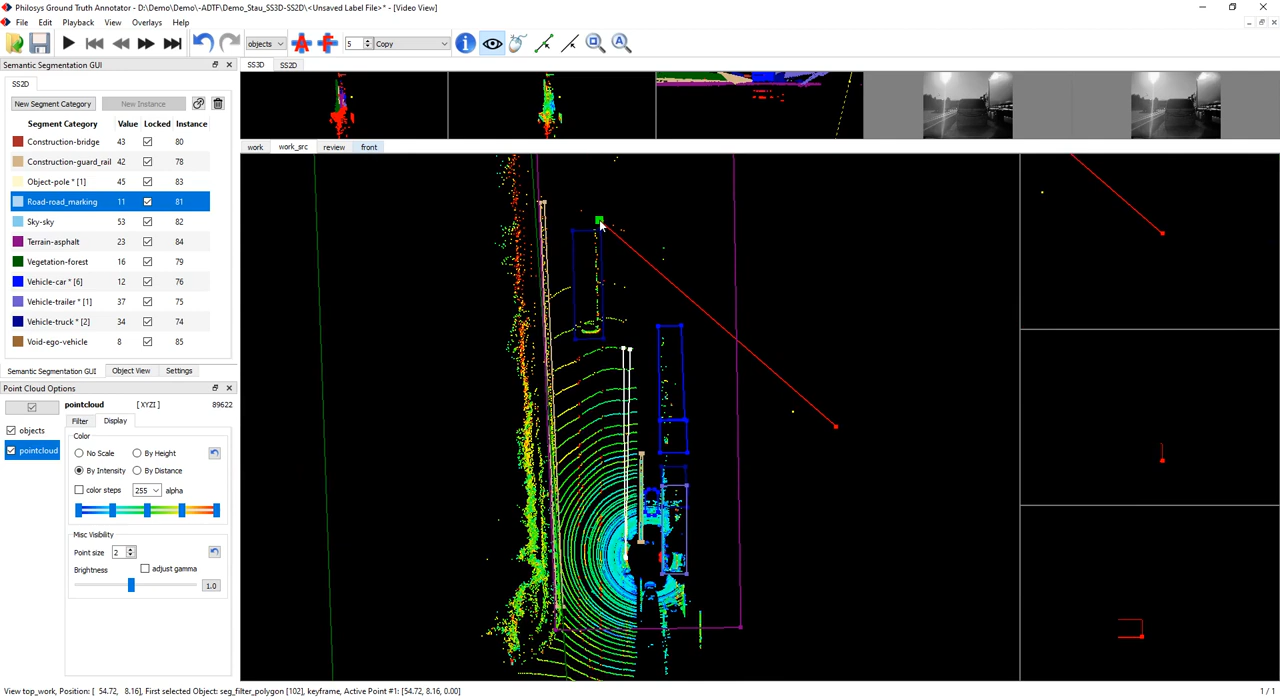 Philosys Ground Truth Annotator - D:\Demo\Demo\-ADTF\Demo_Stau_SS3D-SS2D\<Unsaved Label File>* - [Video View]
File Edit Playback View Overlays Help
objects 5 Copy
Semantic Segmentation GUI
SS3D SS2D
SS2D
New Segment Category New Instance
Segment Category Value Locked Instance
Construction-bridge 43 80
Construction-guard_rail 42 78
Object-pole * [1] 45 83
Road-road_marking 11 81
Sky-sky 53 82
Terrain-asphalt 23 84
Vegetation-forest 16 79
Vehicle-car * [6] 12 76
Vehicle-trailer * [1] 37 75
Vehicle-truck * [2] 34 74
Void-ego-vehicle 8 85
Semantic Segmentation GUI Object View Settings
work work_src review front
Point Cloud Options
pointcloud [XYZI] 89622
Filter Display
objects
pointcloud
Color
No Scale By Height
By Intensity By Distance
color steps 255 alpha
Misc Visibility
Point size 2
Brightness adjust gamma
1.0
View top_work, Position: [ 54.72, 8.16], First selected Object: seg_filter_polygon [102], keyframe, Active Point #1: [54.72, 8.16, 0.00]
1 / 1